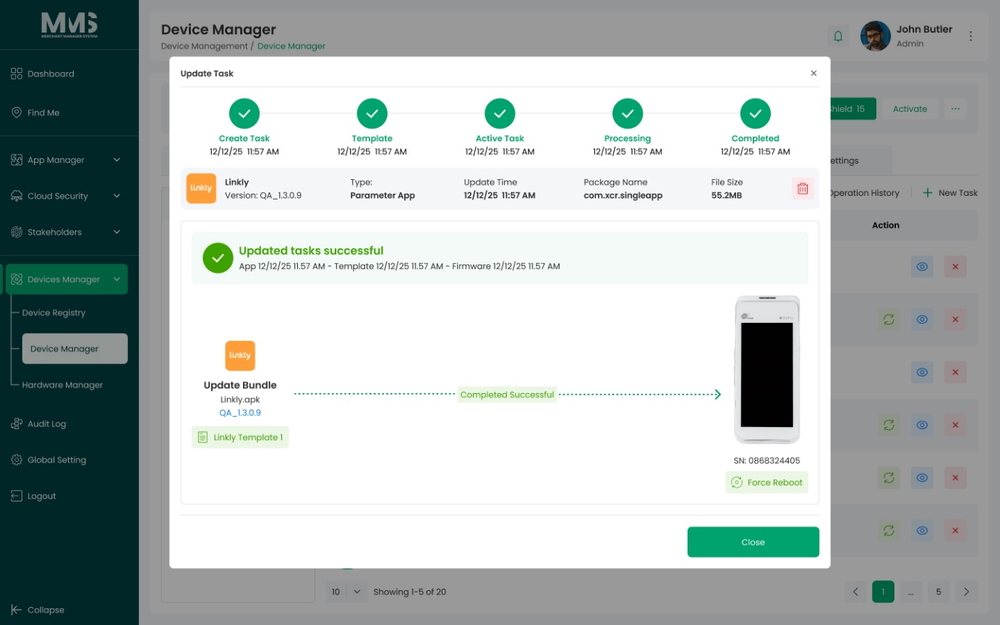 MMS
MERCHANT MANAGER SYSTEM
Dashboard
Find Me
App Manager
Cloud Security
Stakeholders
Devices Manager
Device Registry
Device Manager
Hardware Manager
Audit Log
Global Setting
Logout
Collapse
Device Manager
Device Management / Device Manager
John Butler
Admin
Shield 15
Activate
ettings
Operation History
New Task
Action
Update Task
Create Task
12/12/25 11:57 AM
Template
12/12/25 11:57 AM
Active Task
12/12/25 11:57 AM
Processing
12/12/25 11:57 AM
Completed
12/12/25 11:57 AM
linkly
Linkly
Version: QA_1.3.0.9
Type:
Parameter App
Update Time
12/12/25 11:57 AM
Package Name
com.xcr.singleapp
File Size
55.2MB
Updated tasks successful
App 12/12/25 11.57 AM - Template 12/12/25 11.57 AM - Firmware 12/12/25 11.57 AM
linkly
Update Bundle
Linkly.apk
QA_1.3.0.9
Linkly Template 1
Completed Successful
SN: 0868324405
Force Reboot
Close
10
Showing 1-5 of 20
1
...
5